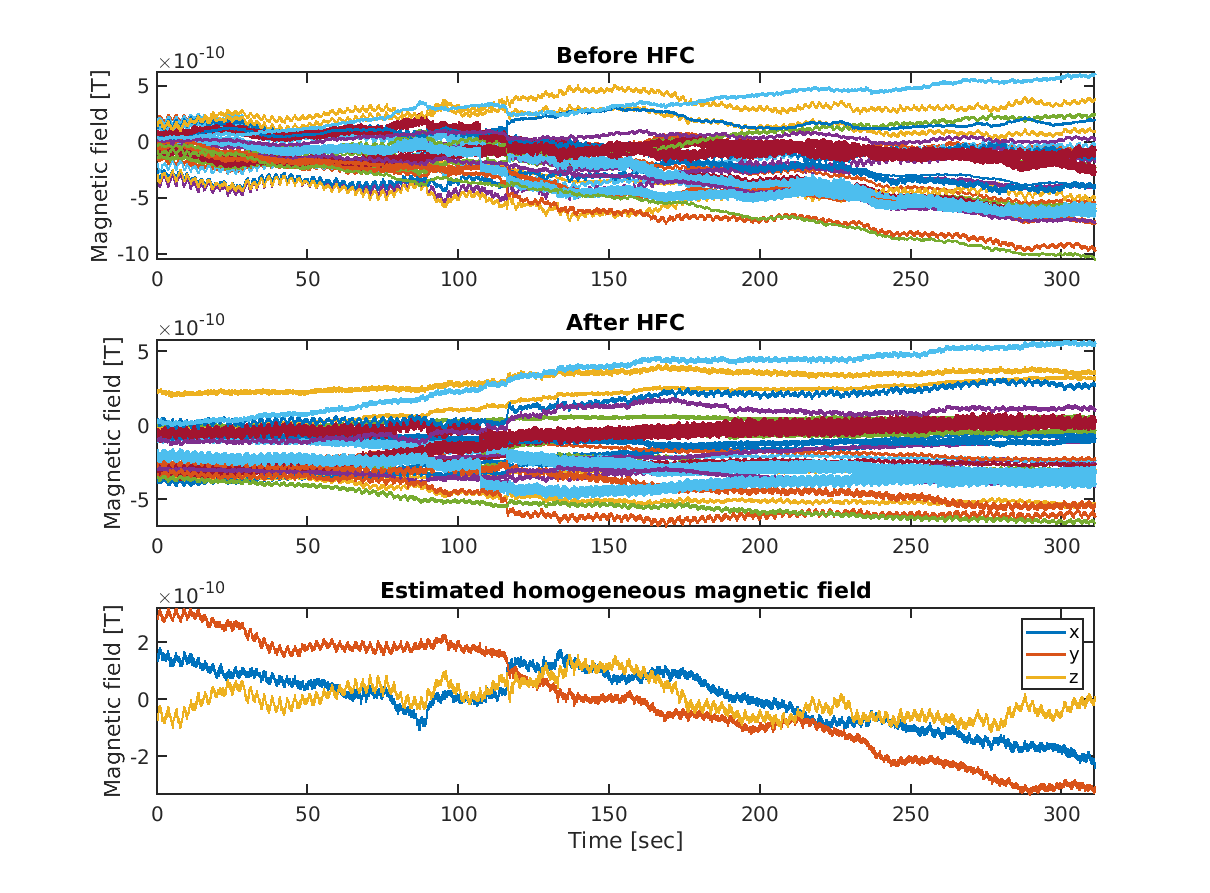 ×10-10
Before HFC
Magnetic field [T]
5
0
-5
-10
0 50 100 150 200 250 300
×10-10
After HFC
Magnetic field [T]
5
0
-5
0 50 100 150 200 250 300
×10-10
Estimated homogeneous magnetic field
Magnetic field [T]
2
0
-2
x
y
z
0 50 100 150 200 250 300
Time [sec]